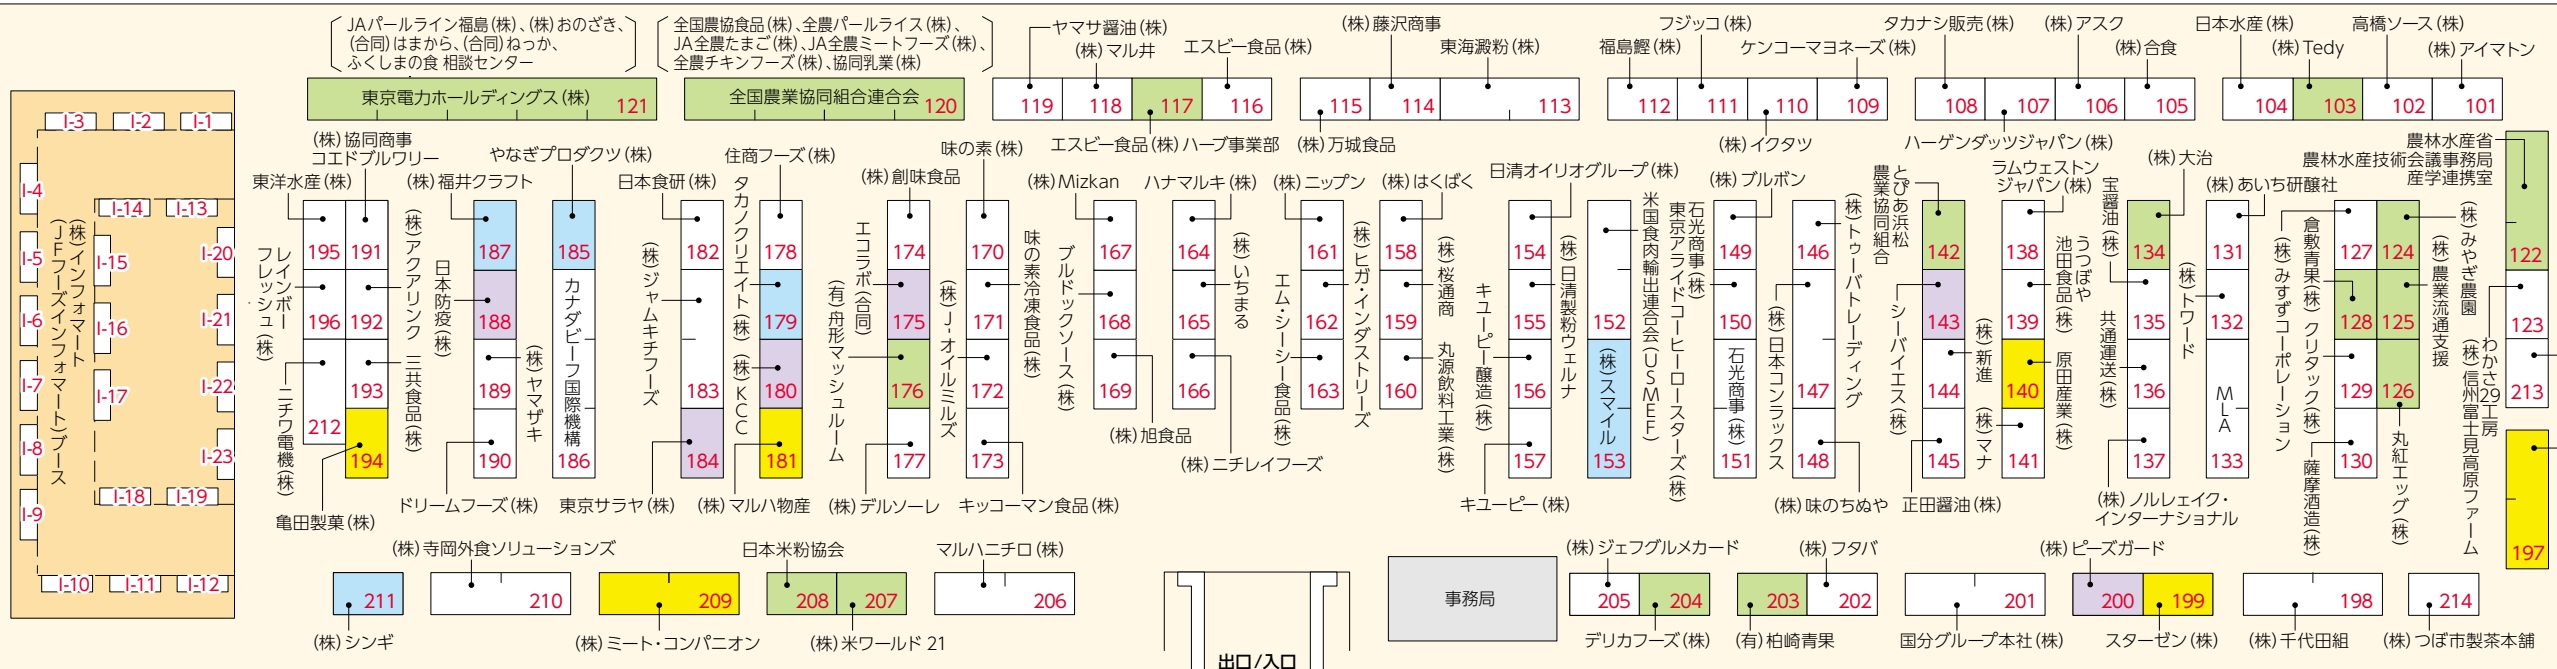 JAパールライン福島(株)、(株)おのざき、
(合同)はまから、(合同)ねっか、
ふくしまの食 相談センター
東京電力ホールディングス(株) 121
全国農協食品(株)、全農パールライス(株)、
JA全農たまご(株)、JA全農ミートフーズ(株)、
全農チキンフーズ(株)、協同乳業(株)
全国農業協同組合連合会 120
ヤマサ醤油(株)
(株)マル井
エスビー食品(株)
119 118 117 116
エスビー食品(株)ハーブ事業部
(株)藤沢商事
東海澱粉(株)
115 114 113
(株)万城食品
フジッコ(株)
福島鰹(株)
ケンコーマヨネーズ(株)
112 111 110 109
(株)イクタツ
タカナシ販売(株)
(株)アスク
(株)合食
108 107 106 105
ハーゲンダッツジャパン(株)
日本水産(株)
高橋ソース(株)
(株)Tedy
(株)アイマトン
104 103 102 101
I-3 I-2 I-1
I-4
I-5
I-6
I-7
I-8
I-9
I-10 I-11 I-12
I-14 I-13
I-15
I-16
I-17
I-18 I-19
I-20
I-21
I-22
I-23
(株)インフォマート
(JFフーズインフォマート)ブース
(株)協同商事
コエドブルワリー
東洋水産(株)
195 191
196 192
193
212 194
レインボー
フレッシュ(株)
ニチワ電機(株)
(株)アクアリンク
三共食品(株)
亀田製菓(株)
(株)福井クラフト
187
188
189
190
日本防疫(株)
(株)ヤマザキ
ドリームフーズ(株)
やなぎプロダクツ(株)
185
カナダビーフ国際機構
186
日本食研(株)
182
183
184
(株)ジャムキチフーズ
東京サラヤ(株)
住商フーズ(株)
178
179
180
181
タカノクリエイト(株)
(株)KCC
(株)マルハ物産
(株)創味食品
174
175
176
177
エコラボ(合同)
(有)舟形マッシュルーム
(株)デルソーレ
味の素(株)
170
171
172
173
味の素冷凍食品(株)
(株)J-オイルミルズ
キッコーマン食品(株)
(株)Mizkan
167
168
169
ブルドックソース(株)
(株)旭食品
ハナマルキ(株)
164
165
166
(株)いちまる
(株)ニチレイフーズ
(株)ニップン
161
162
163
(株)ヒガ・インダストリーズ
エム・シーシー食品(株)
(株)はくばく
158
159
160
(株)桜通商
丸源飲料工業(株)
日清オイリオグループ(株)
154
155
156
157
(株)日清製粉ウェルナ
キユーピー醸造(株)
キユーピー(株)
152
米国食肉輸出連合会(USMEF)
(株)スマイル
153
(株)ブルボン
149
150
石光商事(株)
151
石光商事(株)・
東京アライドコーヒーロースターズ(株)
146
147
148
(株)トゥーバトレーディング
(株)日本コンラックス
(株)味のちぬや
とぴあ浜松
農業協同組合
142
143
144
145
シーバイエス(株)
(株)新進
正田醤油(株)
ラムウェストン
ジャパン(株)
138
139
140
141
うつぼや
池田食品(株)
原田産業(株)
(株)マナ
(株)大治
134
135
136
137
宝醤油(株)
共通運送(株)
(株)ノルレェイク・
インターナショナル
(株)あいち研醸社
131
132
MLA
133
(株)トワード
127 124
128 125
129 126
130
倉敷青果(株)クリタック(株)
(株)みずずコーポレーション
薩摩酒造(株)
(株)みやぎ農園
(株)農業流通支援
丸紅エッグ(株)
農林水産省
農林水産技術会議事務局
産学連携室
122
123
213
197
わかさ29工房
(株)信州富士見高原ファーム
211
(株)シンギ
(株)寺岡外食ソリューションズ
210
209
(株)ミート・コンパニオン
日本米粉協会
208 207
(株)米ワールド21
マルハニチロ(株)
206
出口/入口
事務局
(株)ジェフグルメカード
205 204
デリカフーズ(株)
(株)フタバ
203 202
(有)柏崎青果
201
国分グループ本社(株)
(株)ピーズガード
200 199
スターゼン(株)
198
(株)千代田組
214
(株)つぼ市製茶本舗